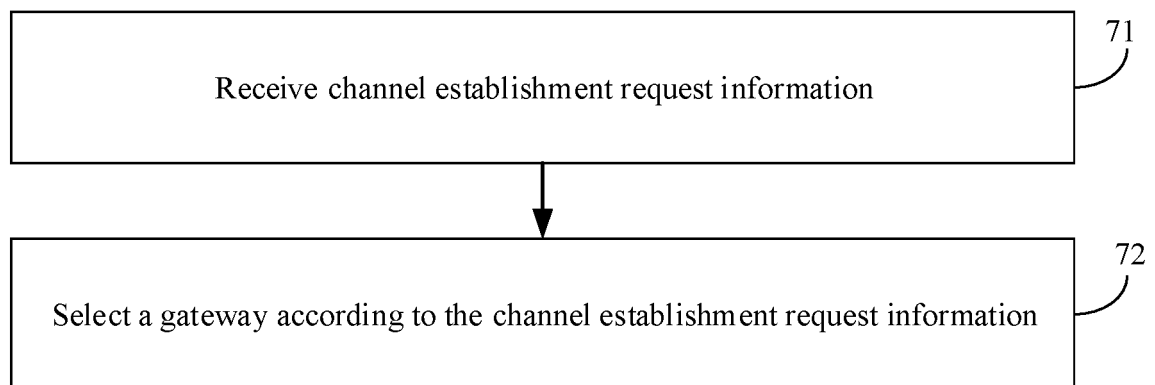 71
Receive channel establishment request information
72
Select a gateway according to the channel establishment request information